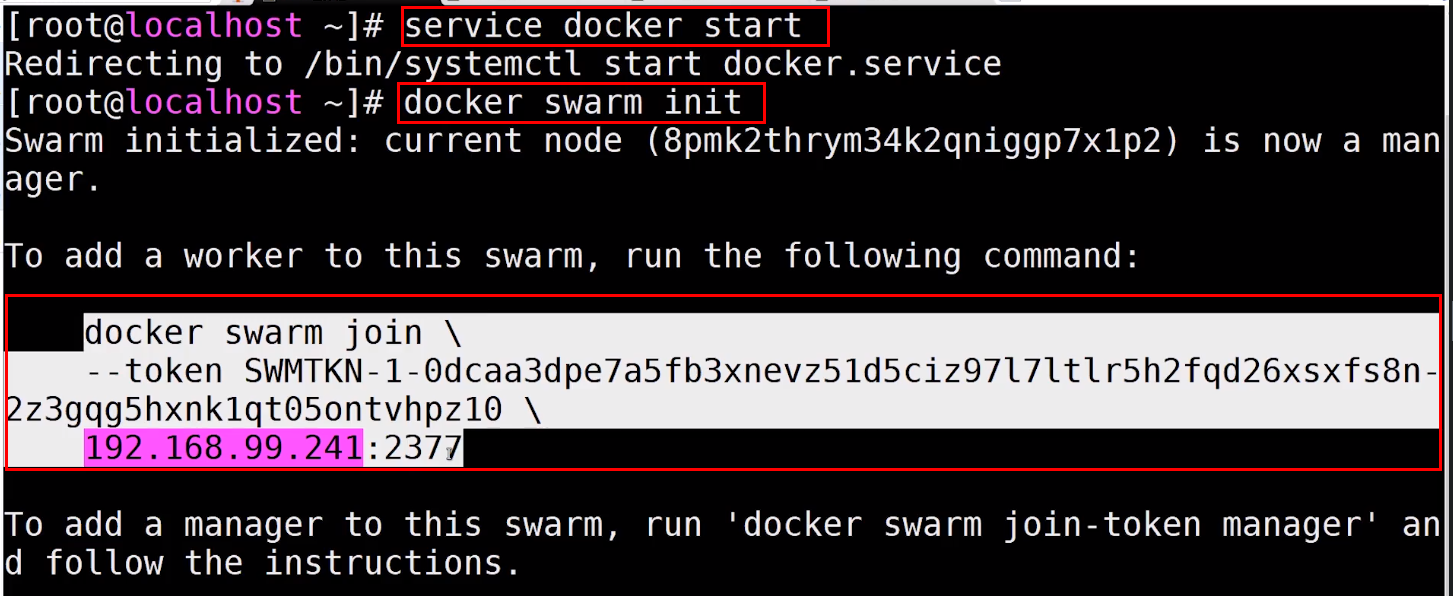 [root@localhost ~]# service docker start
Redirecting to /bin/systemctl start docker.service
[root@localhost ~]# docker swarm init
Swarm initialized: current node (8pmk2thrym34k2qniggp7x1p2) is now a man
ager.
To add a worker to this swarm, run the following command:
docker swarm join \
--token SWMTKN-1-0dcaa3dpe7a5fb3xnevz51d5ciz97l7ltlr5h2fqd26xsxfs8n-
2z3gqg5hxnk1qt05ontvhpz10 \
192.168.99.241:2377
To add a manager to this swarm, run 'docker swarm join-token manager' an
d follow the instructions.